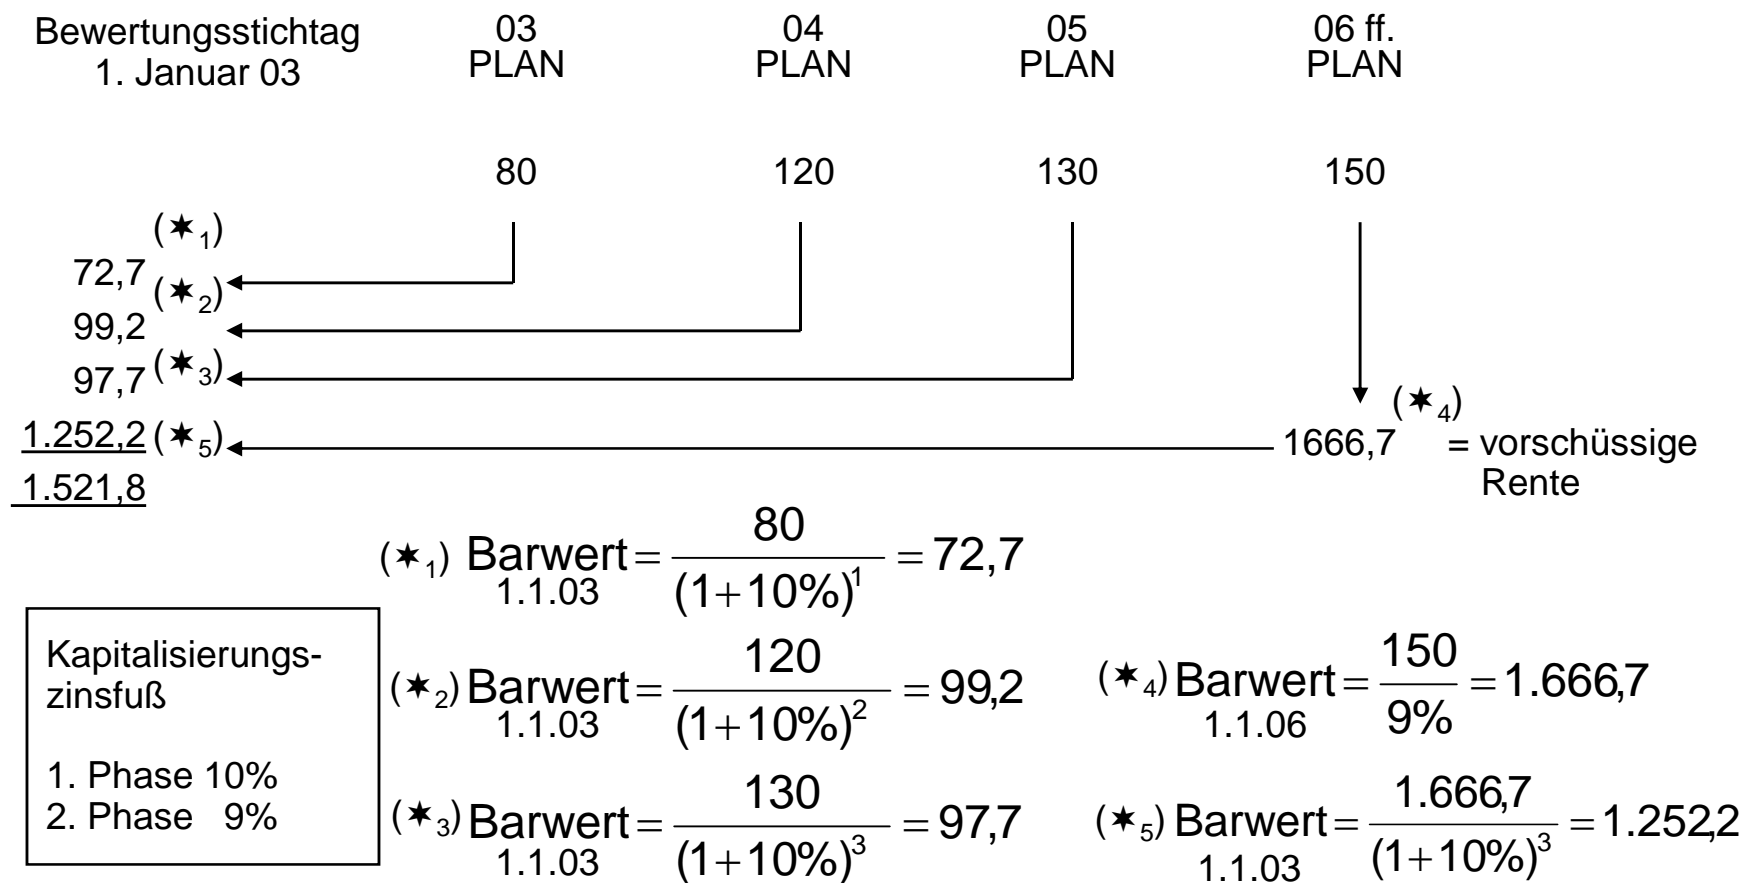 Bewertungsstichtag 03 04 05 06 ff.
1. Januar 03 PLAN PLAN PLAN PLAN
80 120 130 150
(✶1)
72,7
(✶2)
99,2
(✶3)
97,7
(✶4)
1.252,2 (✶5) 1666,7 = vorschüssige
1.521,8 Rente
(✶1) Barwert = 80 / (1+10%)^1 = 72,7
1.1.03
Kapitalisierungs-
zinsfuß
1. Phase 10%
2. Phase 9%
(✶2) Barwert = 120 / (1+10%)^2 = 99,2
1.1.03
(✶4) Barwert = 150 / 9% = 1.666,7
1.1.06
(✶3) Barwert = 130 / (1+10%)^3 = 97,7
1.1.03
(✶5) Barwert = 1.666,7 / (1+10%)^3 = 1.252,2
1.1.03